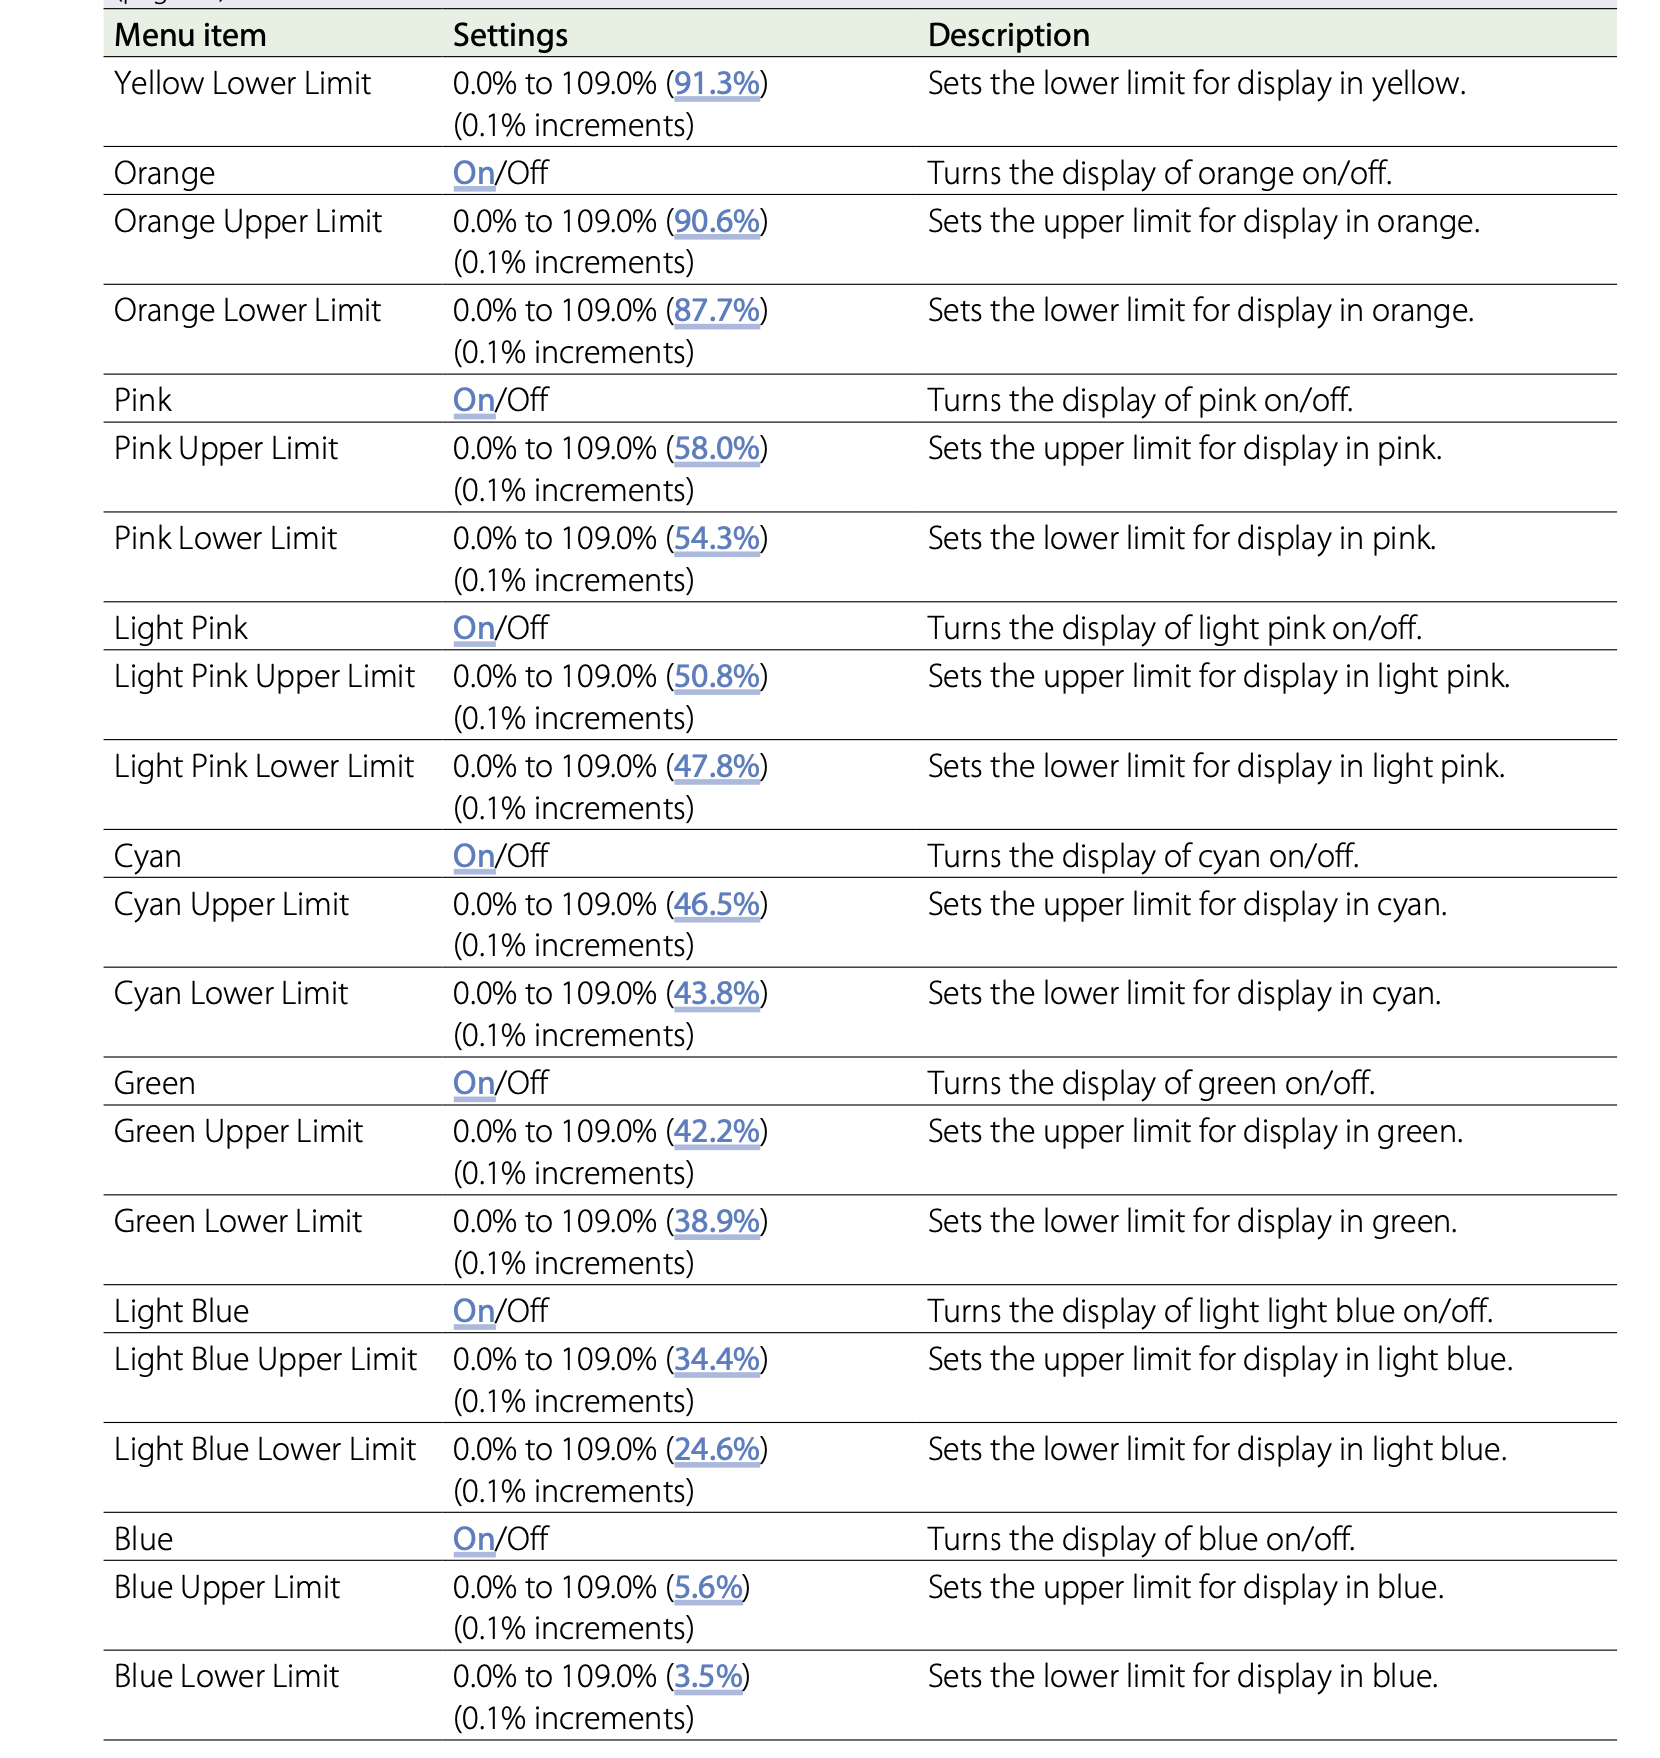 Menu item Settings Description
Yellow Lower Limit 0.0% to 109.0% (91.3%) Sets the lower limit for display in yellow.
(0.1% increments)
Orange On/Off Turns the display of orange on/off.
Orange Upper Limit 0.0% to 109.0% (90.6%) Sets the upper limit for display in orange.
(0.1% increments)
Orange Lower Limit 0.0% to 109.0% (87.7%) Sets the lower limit for display in orange.
(0.1% increments)
Pink On/Off Turns the display of pink on/off.
Pink Upper Limit 0.0% to 109.0% (58.0%) Sets the upper limit for display in pink.
(0.1% increments)
Pink Lower Limit 0.0% to 109.0% (54.3%) Sets the lower limit for display in pink.
(0.1% increments)
Light Pink On/Off Turns the display of light pink on/off.
Light Pink Upper Limit 0.0% to 109.0% (50.8%) Sets the upper limit for display in light pink.
(0.1% increments)
Light Pink Lower Limit 0.0% to 109.0% (47.8%) Sets the lower limit for display in light pink.
(0.1% increments)
Cyan On/Off Turns the display of cyan on/off.
Cyan Upper Limit 0.0% to 109.0% (46.5%) Sets the upper limit for display in cyan.
(0.1% increments)
Cyan Lower Limit 0.0% to 109.0% (43.8%) Sets the lower limit for display in cyan.
(0.1% increments)
Green On/Off Turns the display of green on/off.
Green Upper Limit 0.0% to 109.0% (42.2%) Sets the upper limit for display in green.
(0.1% increments)
Green Lower Limit 0.0% to 109.0% (38.9%) Sets the lower limit for display in green.
(0.1% increments)
Light Blue On/Off Turns the display of light light blue on/off.
Light Blue Upper Limit 0.0% to 109.0% (34.4%) Sets the upper limit for display in light blue.
(0.1% increments)
Light Blue Lower Limit 0.0% to 109.0% (24.6%) Sets the lower limit for display in light blue.
(0.1% increments)
Blue On/Off Turns the display of blue on/off.
Blue Upper Limit 0.0% to 109.0% (5.6%) Sets the upper limit for display in blue.
(0.1% increments)
Blue Lower Limit 0.0% to 109.0% (3.5%) Sets the lower limit for display in blue.
(0.1% increments)